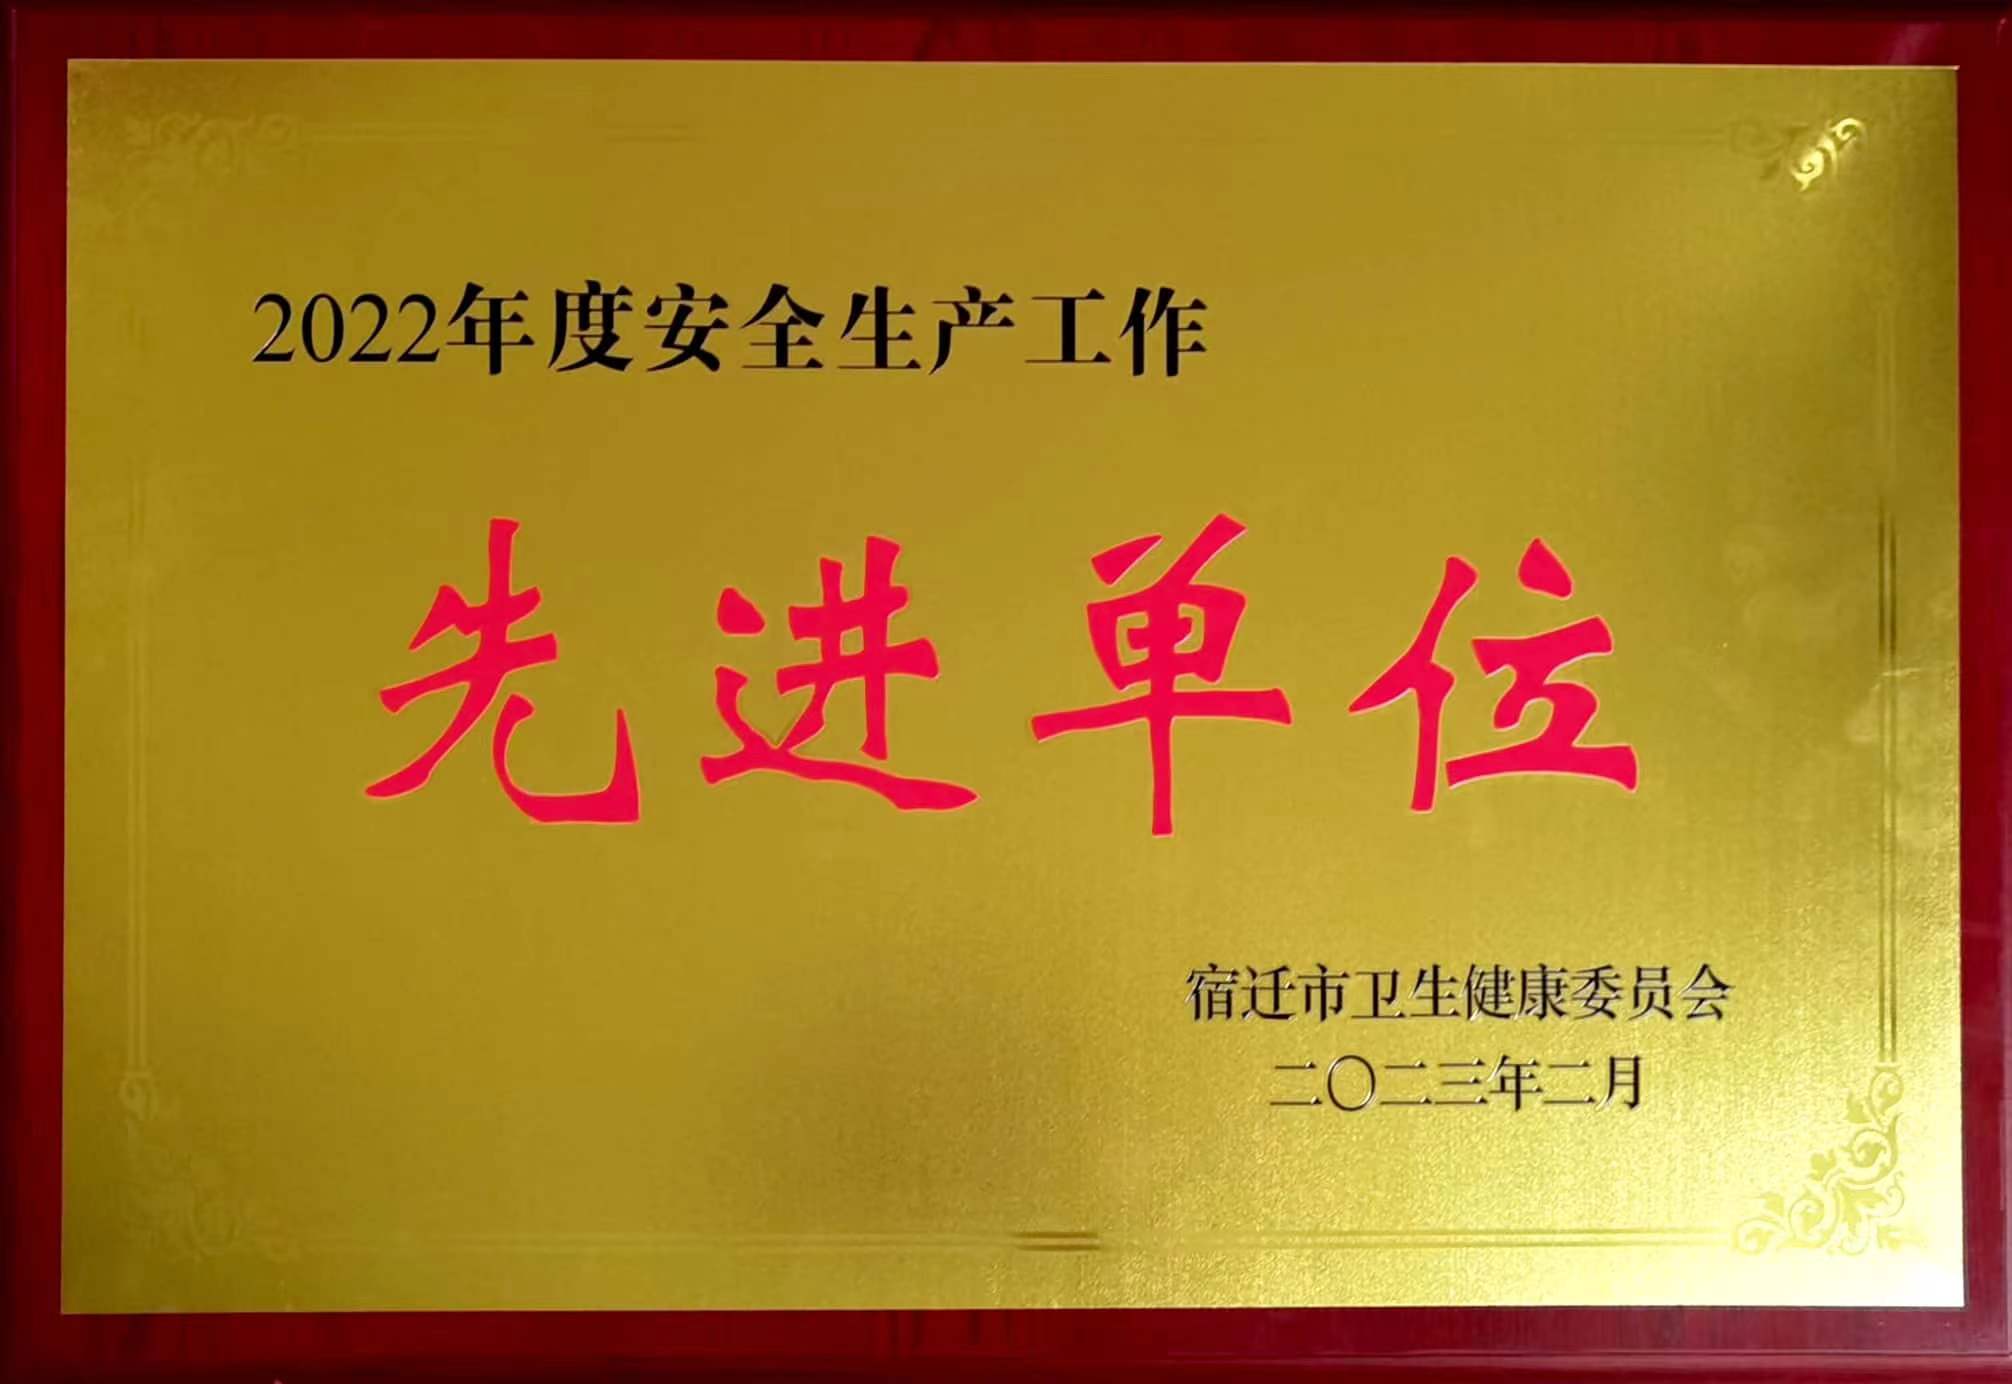 2022年度安全生产工作
先进单位
宿迁市卫生健康委员会
二〇二三年二月